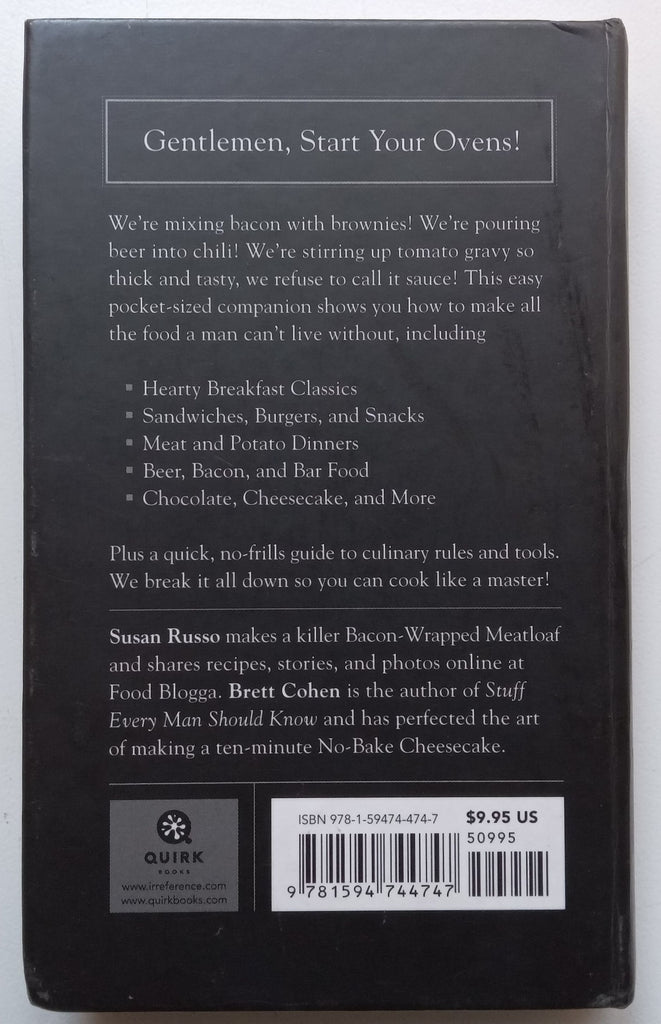 Gentlemen, Start Your Ovens!
We're mixing bacon with brownies! We're pouring
beer into chili! We're stirring up tomato gravy so
thick and tasty, we refuse to call it sauce! This easy
pocket-sized companion shows you how to make all
the food a man can't live without, including
▪ Hearty Breakfast Classics
▪ Sandwiches, Burgers, and Snacks
▪ Meat and Potato Dinners
▪ Beer, Bacon, and Bar Food
▪ Chocolate, Cheesecake, and More
Plus a quick, no-frills guide to culinary rules and tools.
We break it all down so you can cook like a master!
Susan Russo makes a killer Bacon-Wrapped Meatloaf
and shares recipes, stories, and photos online at
Food Blogga. Brett Cohen is the author of Stuff
Every Man Should Know and has perfected the art
of making a ten-minute No-Bake Cheesecake.
QUIRK
BOOKS
www.irreference.com
www.quirkbooks.com
ISBN 978-1-59474-474-7
$9.95 US
50995
9 781594 744747